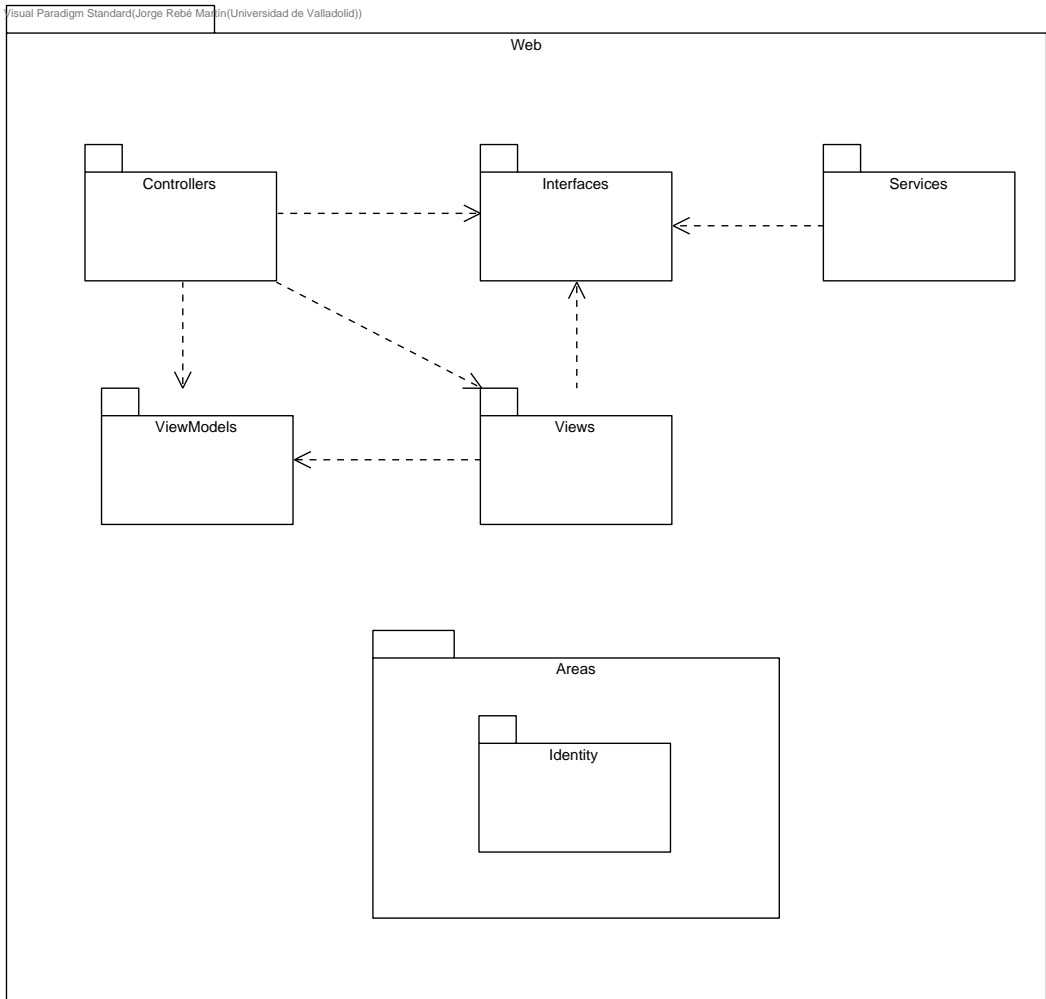 Visual Paradigm Standard(Jorge Rebé Martín(Universidad de Valladolid))
Web
Controllers
Interfaces
Services
ViewModels
Views
Areas
Identity